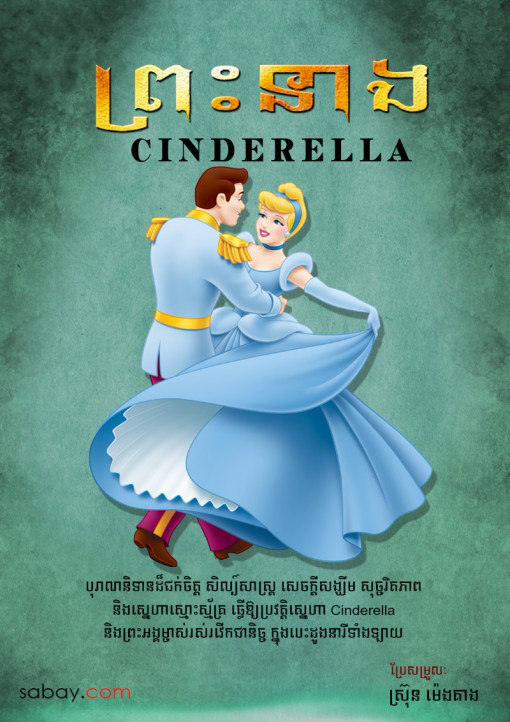 ព្រះនាង
CINDERELLA
បុរាណនិទានដ៏ជក់ចិត្ត សិល្ប៍សាស្រ្ត សេចក្ដីសង្ឃឹម សុច្ចរិតភាព
និងស្នេហាស្មោះស្ម័គ្រ ធ្វើឱ្យប្រវត្តិស្នេហា Cinderella
និងព្រះអង្គម្ចាស់រស់រវើកជានិច្ច ក្នុងបេះដូងនារីទាំងឡាយ
ប្រែសម្រួល:
ស្រ៊ុន ម៉េងតាង
sabay.com